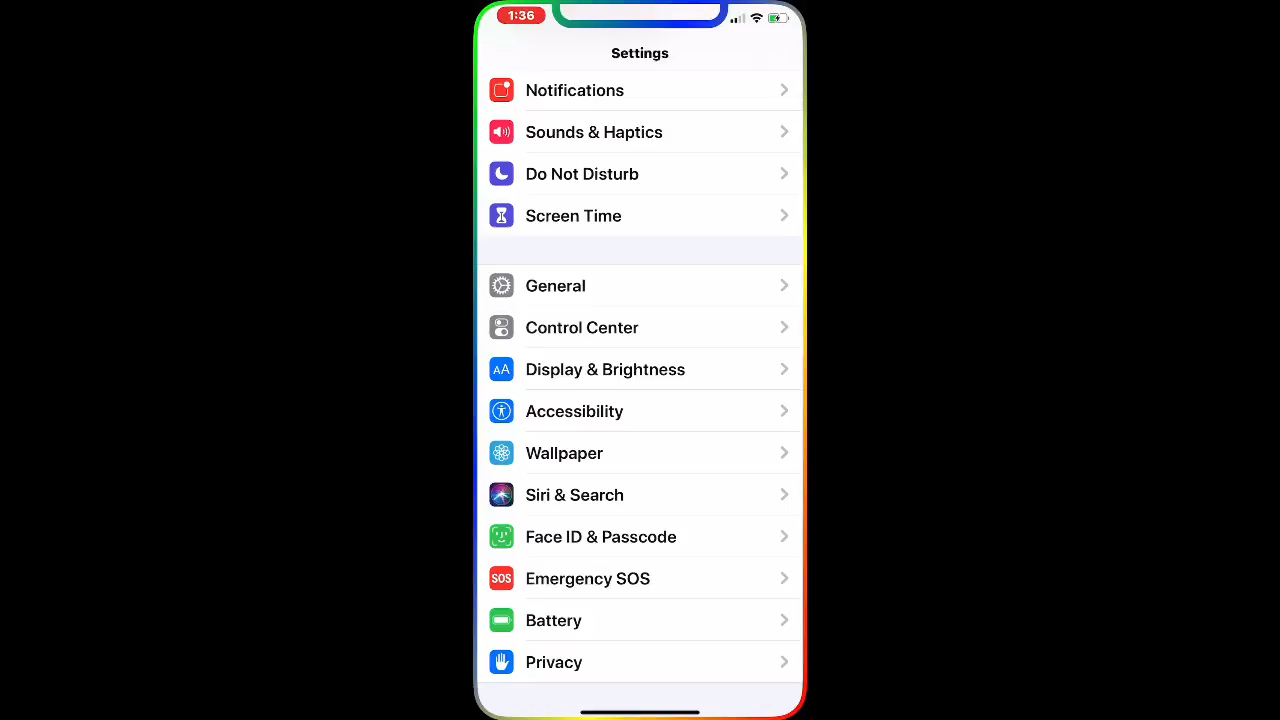 1:36
Settings
Notifications
Sounds & Haptics
Do Not Disturb
Screen Time
General
Control Center
AA Display & Brightness
Accessibility
Wallpaper
Siri & Search
Face ID & Passcode
SOS Emergency SOS
Battery
Privacy